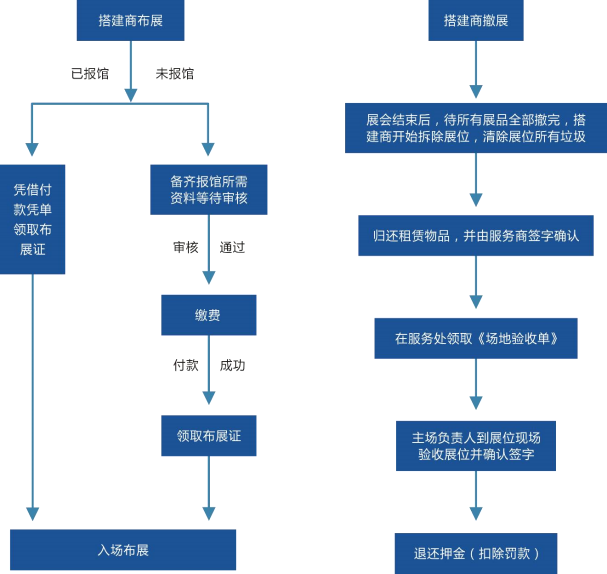 搭建商布展
已报馆
未报馆
凭借付
款凭单
领取布
展证
备齐报馆所需
资料等待审核
审核 通过
缴费
付款 成功
领取布展证
入场布展
搭建商撤展
展会结束后，待所有展品全部撤完，搭
建商开始拆除展位，清除展位所有垃圾
归还租赁物品，并由服务商签字确认
在服务处领取《场地验收单》
主场负责人到展位现场
验收展位并确认签字
退还押金（扣除罚款）